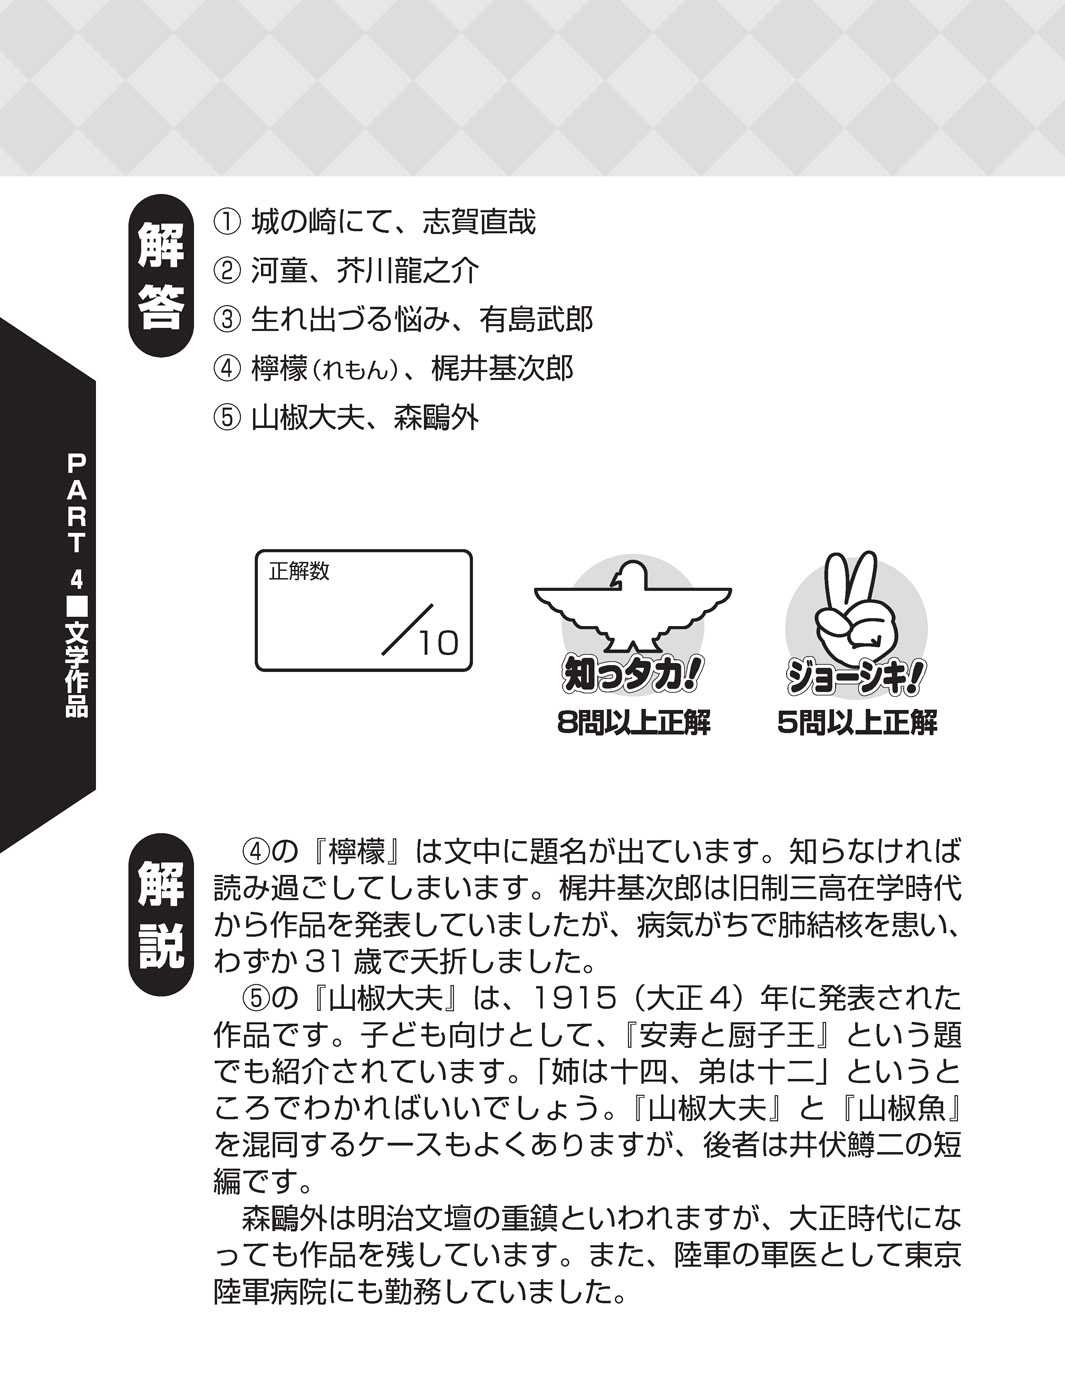 解答
① 城の崎にて、志賀直哉
② 河童、芥川龍之介
③ 生れ出づる悩み、有島武郎
④ 檸檬（れもん）、梶井基次郎
⑤ 山椒大夫、森鷗外
PART 4■文学作品
正解数
／10
知っタカ！
8問以上正解
ジョーシキ！
5問以上正解
解説
④の『檸檬』は文中に題名が出ています。知らなければ
読み過ごしてしまいます。梶井基次郎は旧制三高在学時代
から作品を発表していましたが、病気がちで肺結核を患い、
わずか 31 歳で夭折しました。
⑤の『山椒大夫』は、1915（大正 4）年に発表された
作品です。子ども向けとして、『安寿と厨子王』という題
でも紹介されています。「姉は十四、弟は十二」というと
ころでわかればいいでしょう。『山椒大夫』と『山椒魚』
を混同するケースもよくありますが、後者は井伏鱒二の短
編です。
森鷗外は明治文壇の重鎮といわれますが、大正時代にな
っても作品を残しています。また、陸軍の軍医として東京
陸軍病院にも勤務していました。